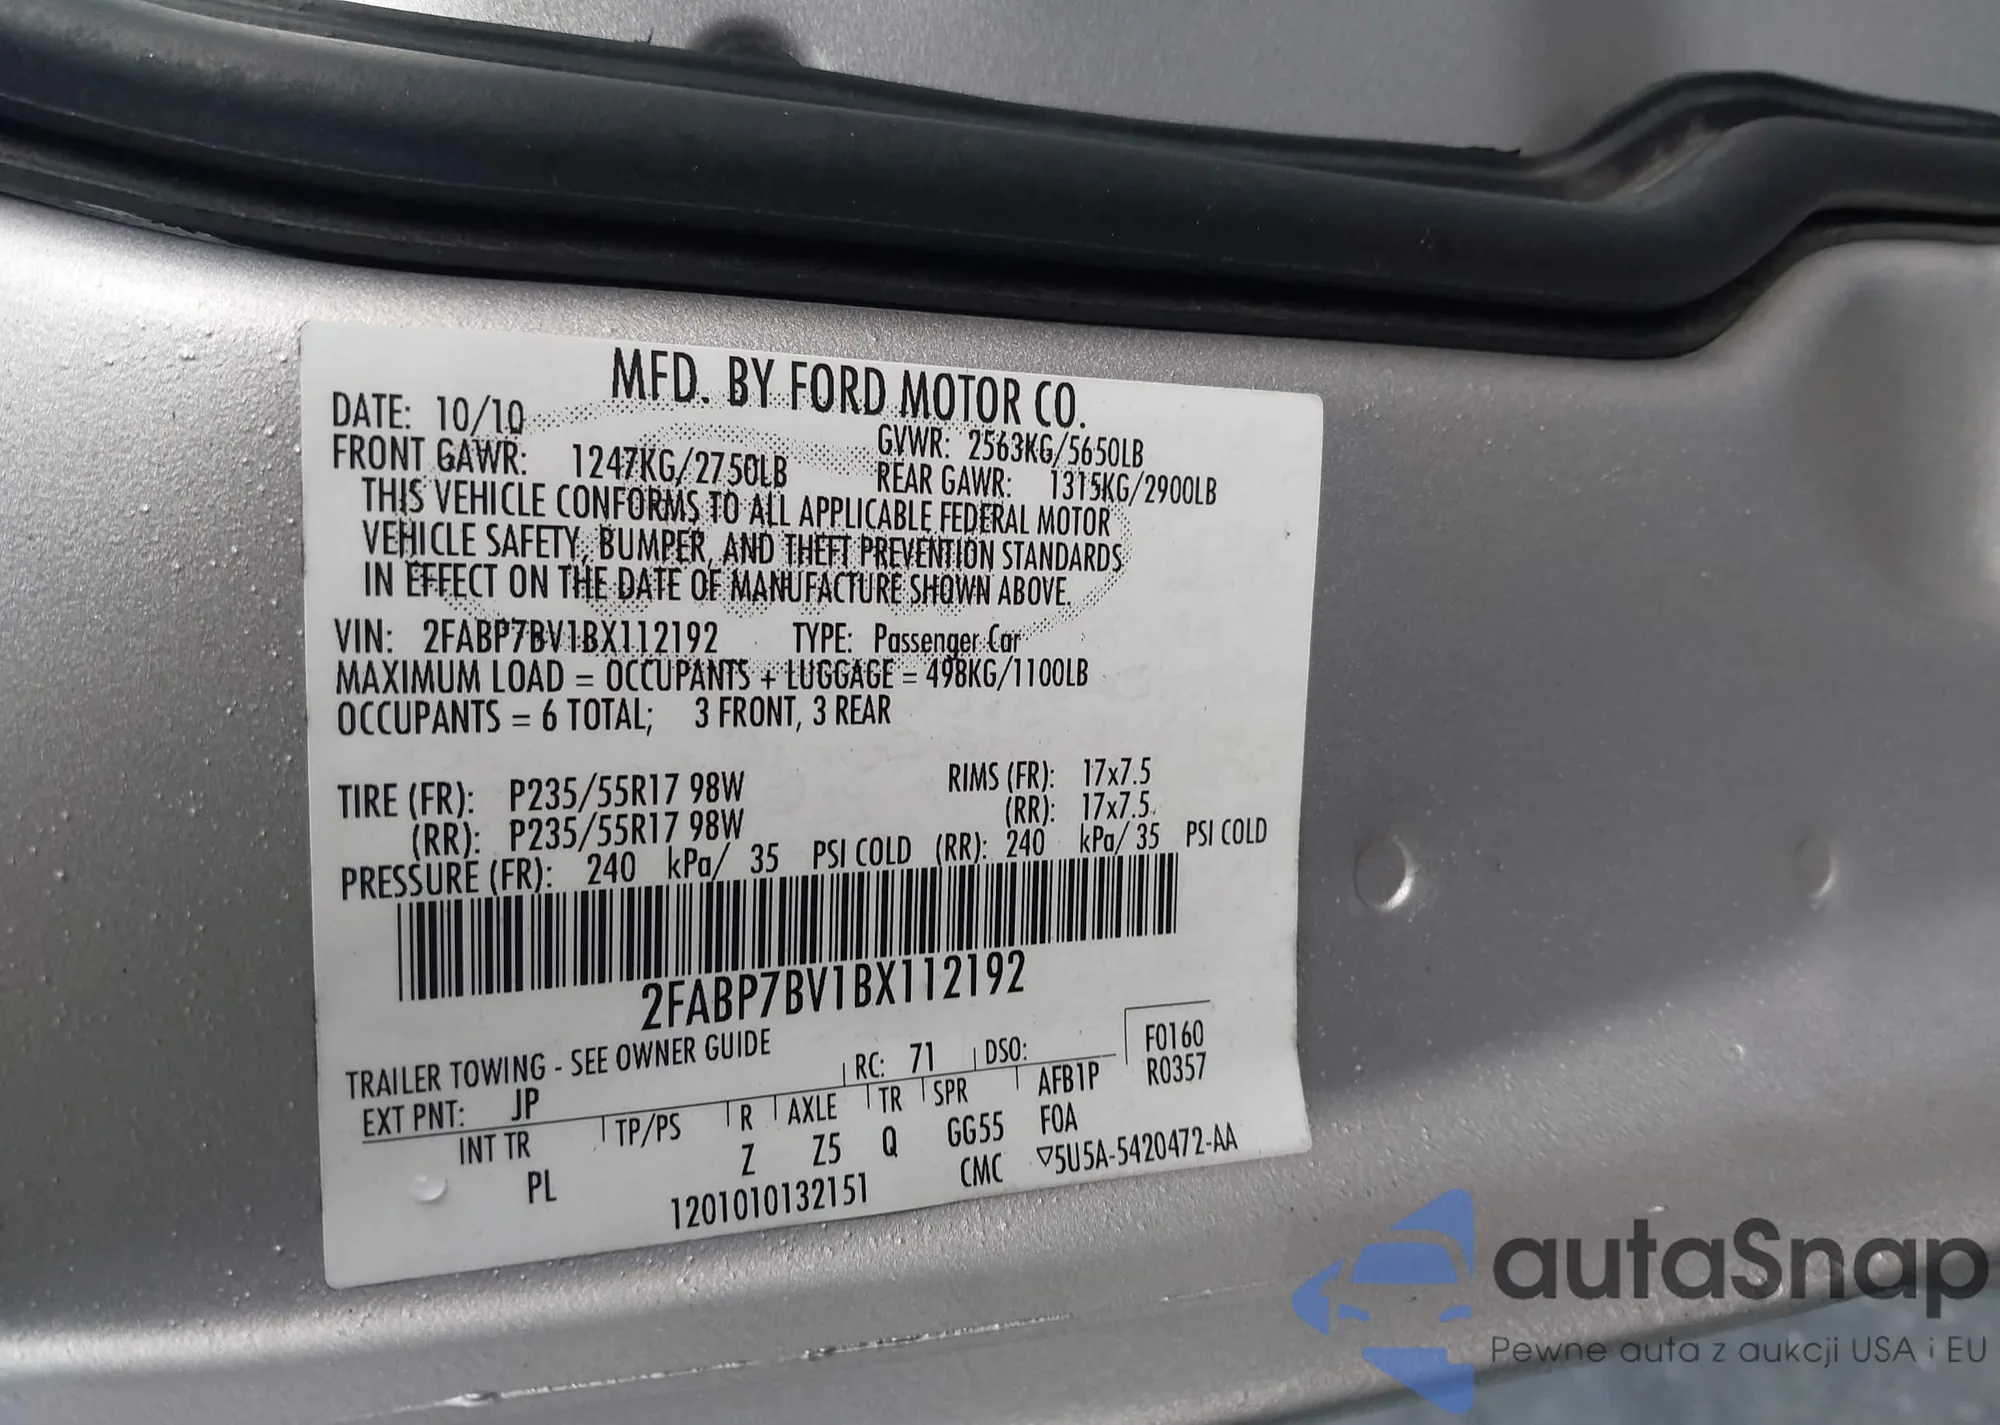 MFD. BY FORD MOTOR CO.
DATE: 10/10
GVWR: 2563KG/5650LB
FRONT GAWR: 1247KG/2750LB
REAR GAWR: 1315KG/2900LB
THIS VEHICLE CONFORMS TO ALL APPLICABLE FEDERAL MOTOR
VEHICLE SAFETY, BUMPER, AND THEFT PREVENTION STANDARDS
IN EFFECT ON THE DATE OF MANUFACTURE SHOWN ABOVE.
VIN: 2FABP7BV1BX112192 TYPE: Passenger Car
MAXIMUM LOAD = OCCUPANTS + LUGGAGE = 498KG/1100LB
OCCUPANTS = 6 TOTAL; 3 FRONT, 3 REAR
TIRE (FR): P235/55R17 98W RIMS (FR): 17x7.5
(RR): P235/55R17 98W (RR): 17x7.5
PRESSURE (FR): 240 kPa/ 35 PSI COLD (RR): 240 kPa/ 35 PSI COLD
2FABP7BV1BX112192
TRAILER TOWING - SEE OWNER GUIDE
F0160
EXT PNT: JP RC: 71 DSO: R0357
INT TR TP/PS R AXLE TR SPR AFB1P
PL Z Z5 Q GG55 FOA
1201010132151 CMC ▽5U5A-5420472-AA
autaSnap
Pewne auta z aukcji USA i EU